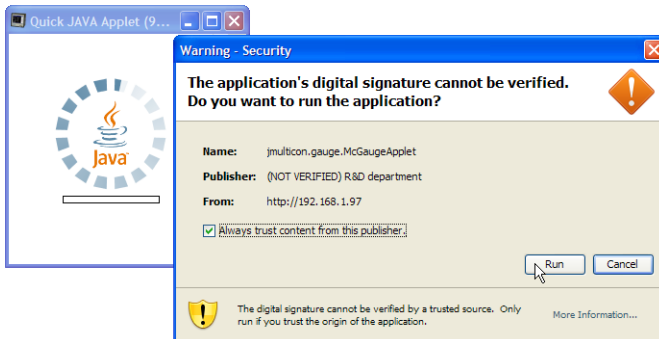 Quick JAVA Applet (9...
Java
Warning - Security
The application's digital signature cannot be verified.
Do you want to run the application?
Name: jmulticon.gauge.McGaugeApplet
Publisher: (NOT VERIFIED) R&D department
From: http://192.168.1.97
Always trust content from this publisher.
Run Cancel
The digital signature cannot be verified by a trusted source. Only
run if you trust the origin of the application.
More Information...